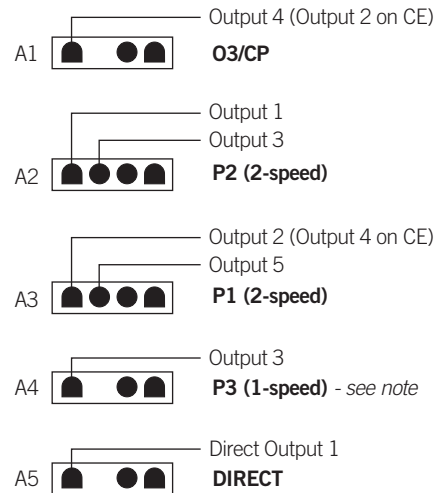 Output 4 (Output 2 on CE)
A1 O3/CP
Output 1
Output 3
A2 P2 (2-speed)
Output 2 (Output 4 on CE)
Output 5
A3 P1 (2-speed)
Output 3
A4 P3 (1-speed) - see note
Direct Output 1
A5 DIRECT